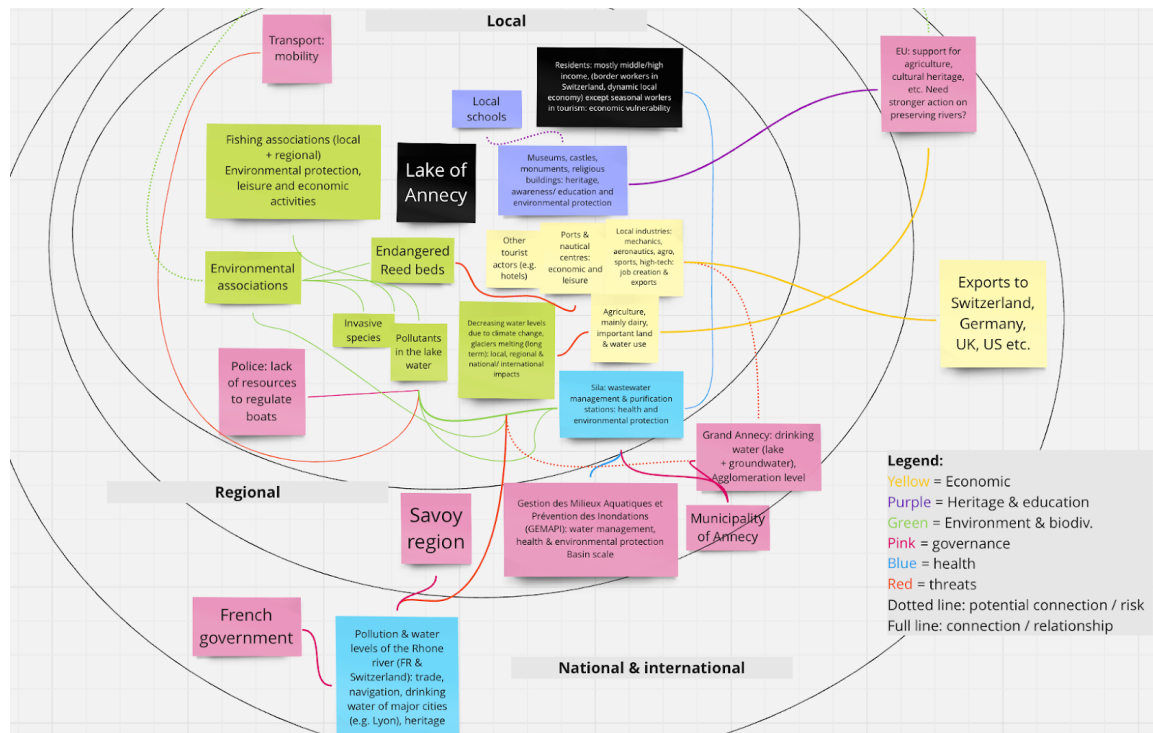 Local
Transport:
mobility
Residents: mostly middle/high
income, (border workers in
Switzerland, dynamic local
economy) except seasonal workers
in tourism: economic vulnerability
EU: support for
agriculture,
cultural heritage,
etc. Need
stronger action on
preserving rivers?
Local
schools
Fishing associations (local
+ regional)
Environmental protection,
leisure and economic
activities
Lake of
Annecy
Museums, castles,
monuments, religious
buildings: heritage,
awareness/ education and
environmental protection
Environmental
associations
Endangered
Reed beds
Other
tourist
actors (e.g.
hotels)
Ports &
nautical
centres:
economic and
leisure
Local industries:
mechanics,
aeronautics, agro,
sports, high-tech:
job creation &
exports
Exports to
Switzerland,
Germany,
UK, US etc.
Invasive
species
Pollutants
in the lake
water
Decreasing water levels
due to climate change,
glaciers melting (long
term): local, regional &
national/ international
impacts
Agriculture,
mainly dairy,
important land
& water use
Police: lack
of resources
to regulate
boats
Sila: wastewater
management & purification
stations: health and
environmental protection
Grand Annecy: drinking
water (lake
+ groundwater),
Agglomeration level
Regional
Savoy
region
Gestion des Milieux Aquatiques et
Prévention des Inondations
(GEMAPI): water management,
health & environmental protection
Basin scale
Municipality
of Annecy
Legend:
Yellow = Economic
Purple = Heritage & education
Green = Environment & biodiv.
Pink = governance
Blue = health
Red = threats
Dotted line: potential connection / risk
Full line: connection / relationship
French
government
Pollution & water
levels of the Rhone
river (FR &
Switzerland): trade,
navigation, drinking
water of major cities
(e.g. Lyon), heritage
National & international